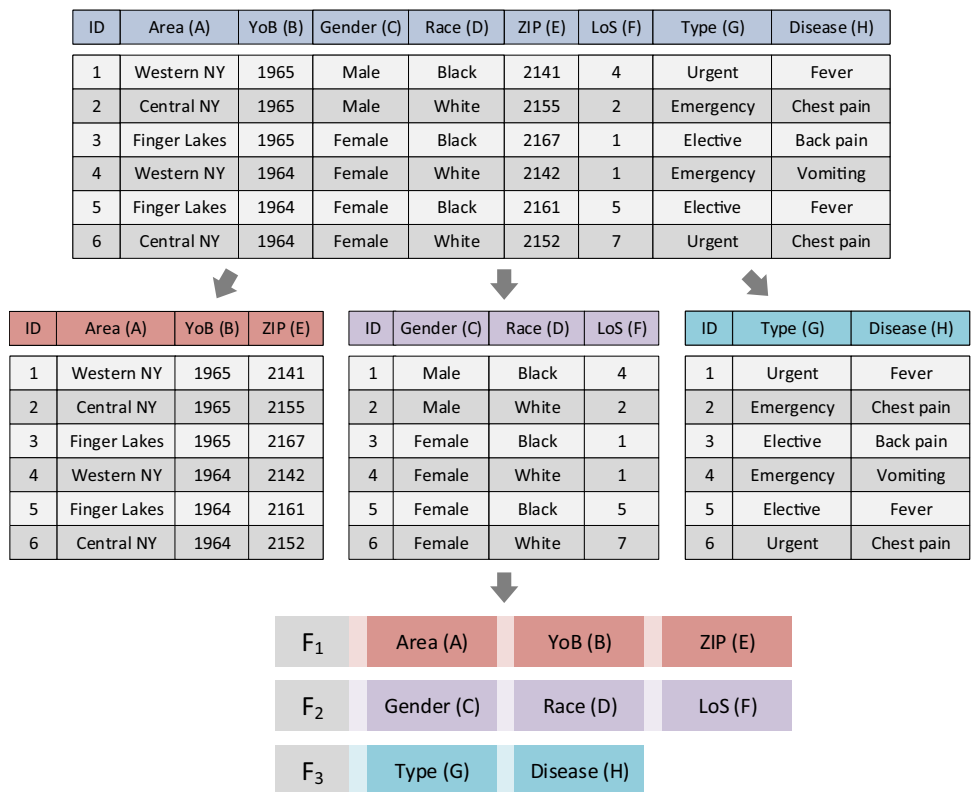 ID Area (A) YoB (B) Gender (C) Race (D) ZIP (E) LoS (F) Type (G) Disease (H)
1 Western NY 1965 Male Black 2141 4 Urgent Fever
2 Central NY 1965 Male White 2155 2 Emergency Chest pain
3 Finger Lakes 1965 Female Black 2167 1 Elective Back pain
4 Western NY 1964 Female White 2142 1 Emergency Vomiting
5 Finger Lakes 1964 Female Black 2161 5 Elective Fever
6 Central NY 1964 Female White 2152 7 Urgent Chest pain
ID Area (A) YoB (B) ZIP (E)
1 Western NY 1965 2141
2 Central NY 1965 2155
3 Finger Lakes 1965 2167
4 Western NY 1964 2142
5 Finger Lakes 1964 2161
6 Central NY 1964 2152
ID Gender (C) Race (D) LoS (F)
1 Male Black 4
2 Male White 2
3 Female Black 1
4 Female White 1
5 Female Black 5
6 Female White 7
ID Type (G) Disease (H)
1 Urgent Fever
2 Emergency Chest pain
3 Elective Back pain
4 Emergency Vomiting
5 Elective Fever
6 Urgent Chest pain
F₁ Area (A) YoB (B) ZIP (E)
F₂ Gender (C) Race (D) LoS (F)
F₃ Type (G) Disease (H)